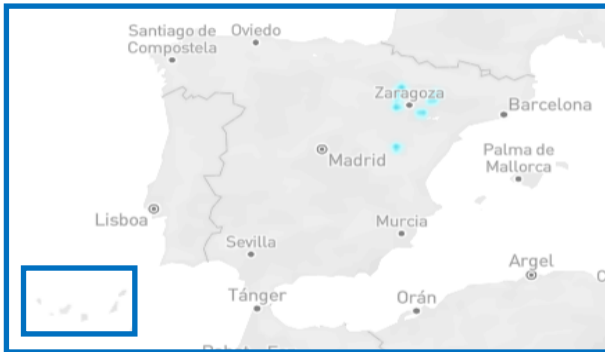 Santiago de
Compostela
Oviedo
Zaragoza
Barcelona
Madrid
Palma de
Mallorca
Lisboa
Murcia
Sevilla
Argel
Tánger
Orán